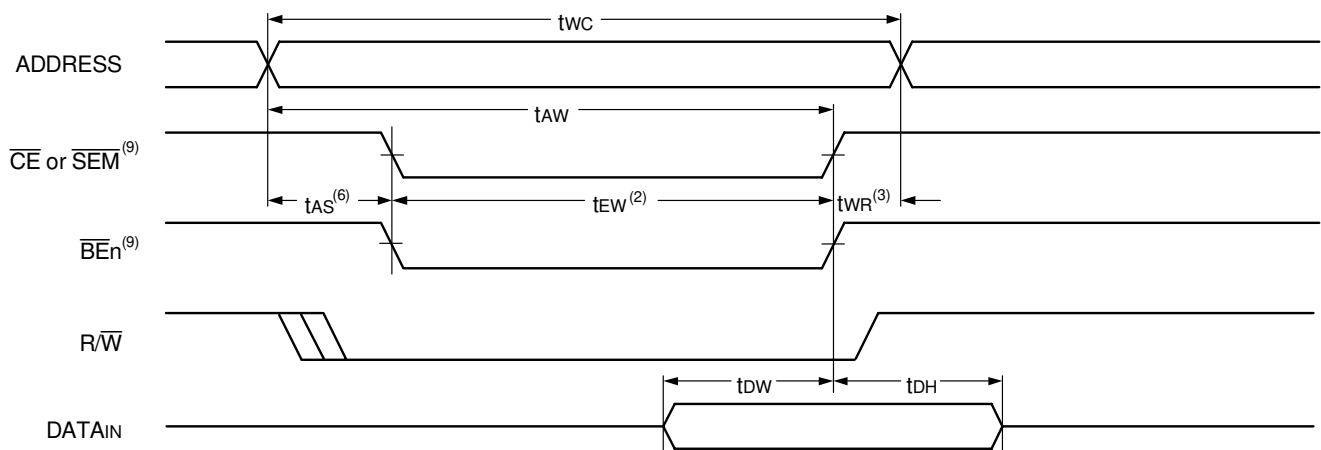 tWC
ADDRESS
tAW
CE or SEM(9)
tAS(6) tEW(2) tWR(3)
BEn(9)
R/W
tDW tDH
DATAIN